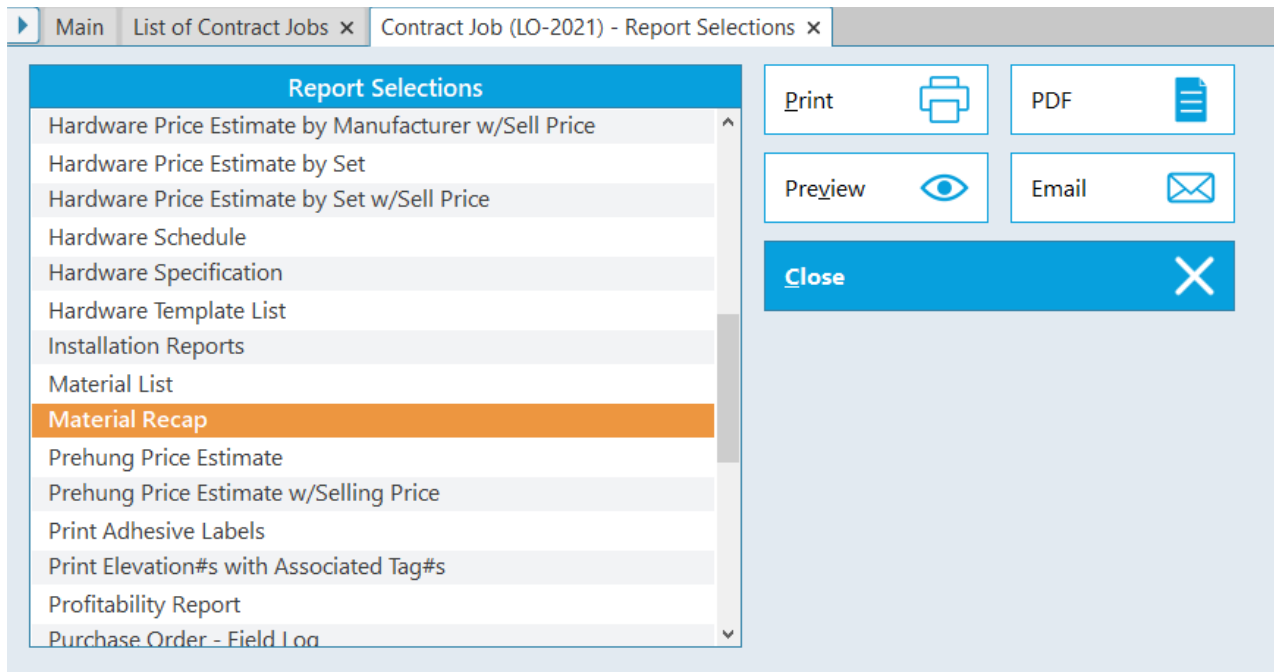 Main
List of Contract Jobs
Contract Job (LO-2021) - Report Selections
Report Selections
Hardware Price Estimate by Manufacturer w/Sell Price
Hardware Price Estimate by Set
Hardware Price Estimate by Set w/Sell Price
Hardware Schedule
Hardware Specification
Hardware Template List
Installation Reports
Material List
Material Recap
Prehung Price Estimate
Prehung Price Estimate w/Selling Price
Print Adhesive Labels
Print Elevation#s with Associated Tag#s
Profitability Report
Purchase Order - Field Log
Print
PDF
Preview
Email
Close